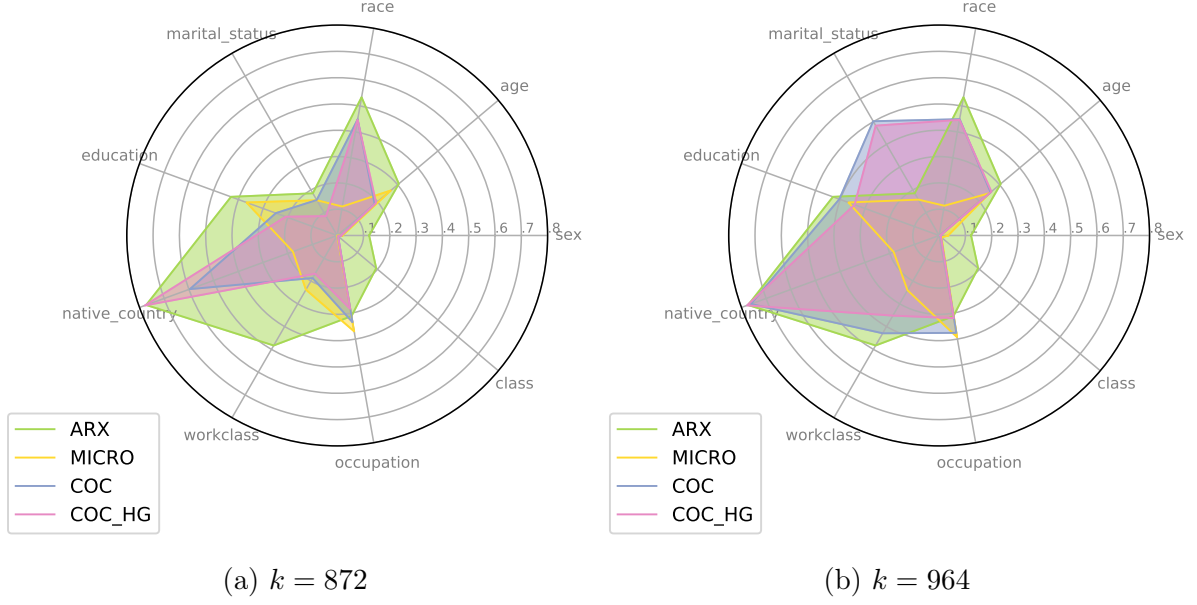 race
marital_status
age
education
.1 .2 .3 .4 .5 .6 .7 .8
sex
native_country
class
workclass
occupation
ARX
MICRO
COC
COC_HG
(a) k = 872
race
marital_status
age
education
.1 .2 .3 .4 .5 .6 .7 .8
sex
native_country
class
workclass
occupation
ARX
MICRO
COC
COC_HG
(b) k = 964